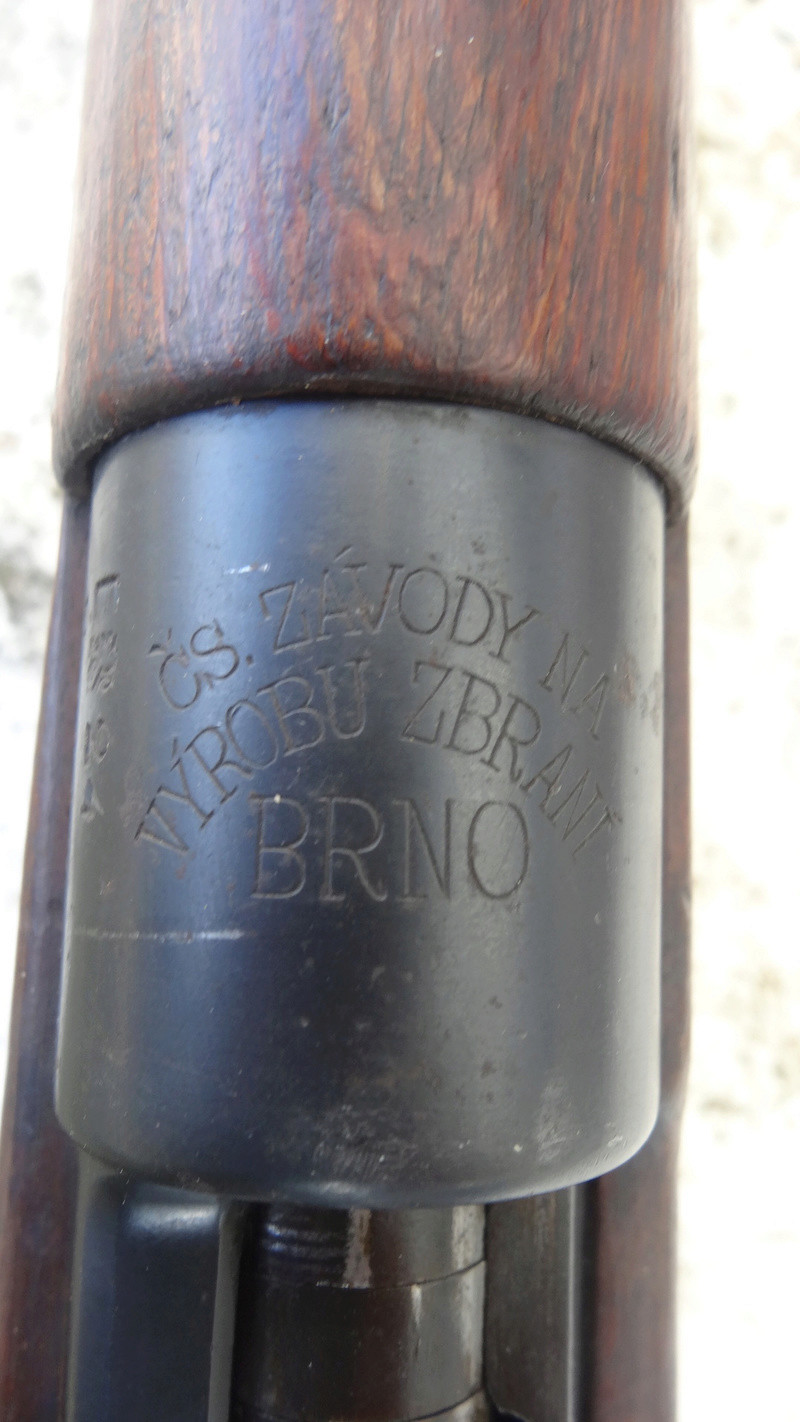 ČS. ZÁVODY NA
VÝROBU ZBRANÍ
BRNO